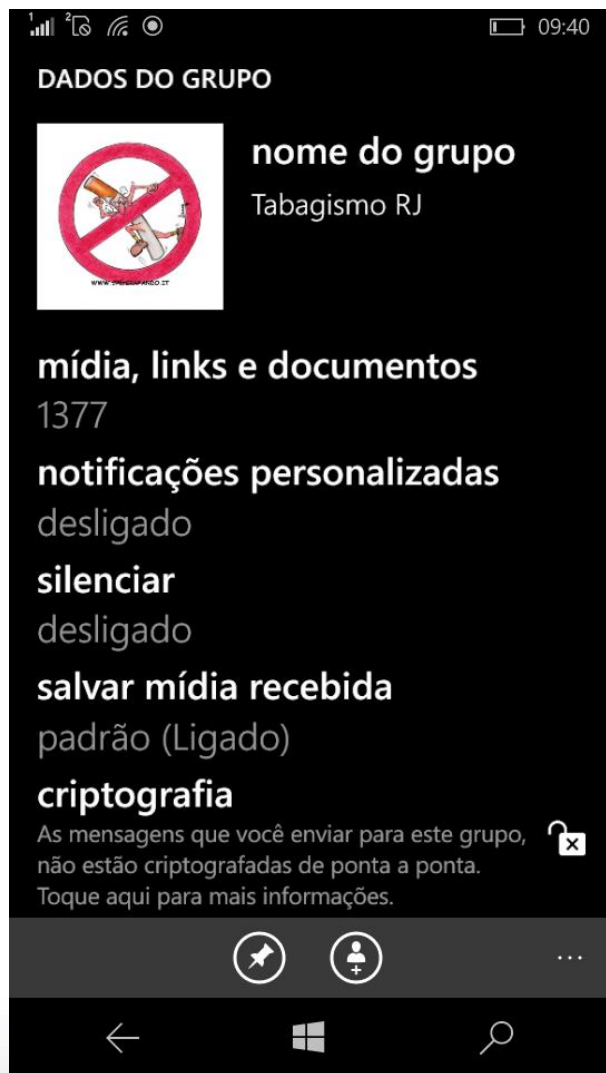 1 2 09:40
DADOS DO GRUPO
nome do grupo
Tabagismo RJ
mídia, links e documentos
1377
notificações personalizadas
desligado
silenciar
desligado
salvar mídia recebida
padrão (Ligado)
criptografia
As mensagens que você enviar para este grupo,
não estão criptografadas de ponta a ponta.
Toque aqui para mais informações.